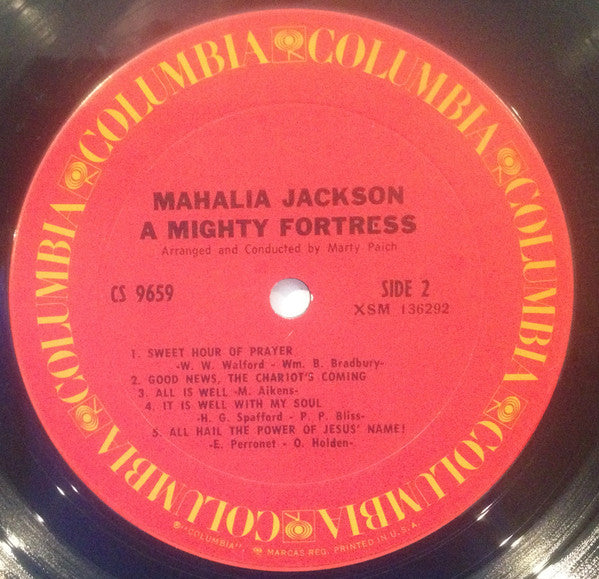 COLUMBIA COLUMBIA COLUMBIA COLUMBIA COLUMBIA COLUMBIA
MAHALIA JACKSON
A MIGHTY FORTRESS
Arranged and Conducted by Marty Paich
CS 9659
SIDE 2
XSM 136292
1. SWEET HOUR OF PRAYER
-W. W. Walford - Wm. B. Bradbury-
2. GOOD NEWS, THE CHARIOT'S COMING
3. ALL IS WELL -M. Aikens-
4. IT IS WELL WITH MY SOUL
-H. G. Spafford - P. P. Bliss-
5. ALL HAIL THE POWER OF JESUS' NAME!
-E. Perronet - O. Holden-
®"COLUMBIA" MARCAS REG. PRINTED IN U.S.A.